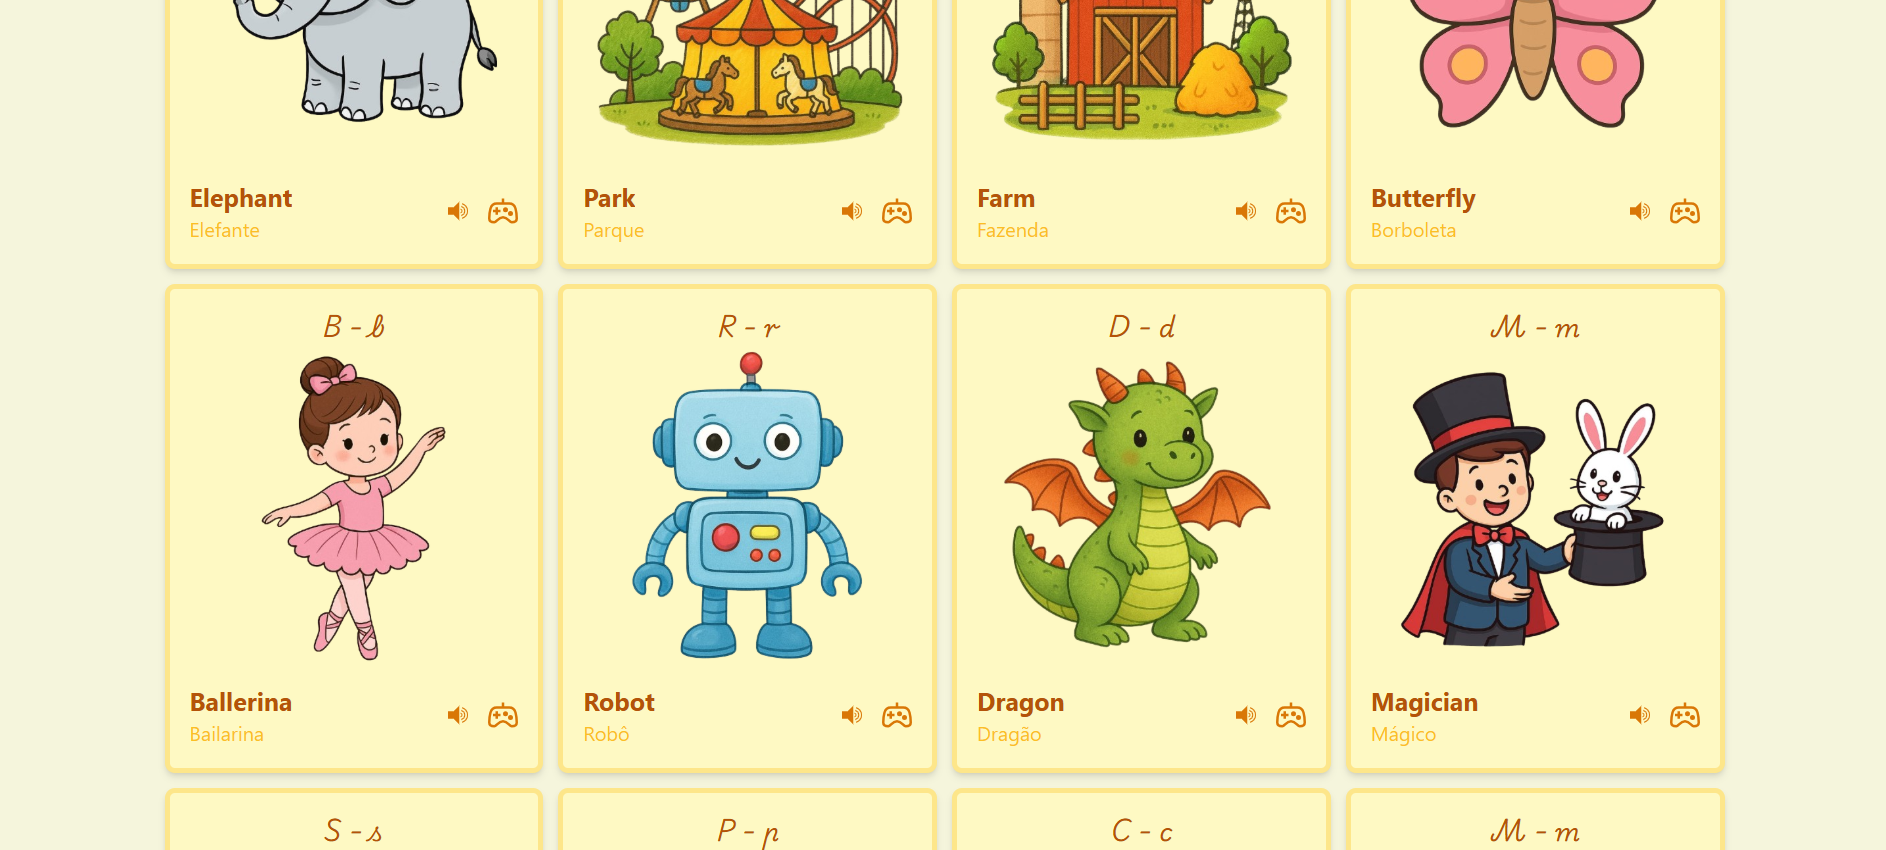 Elephant
Elefante
Park
Parque
Farm
Fazenda
Butterfly
Borboleta
B - b
Ballerina
Bailarina
R - r
Robot
Robô
D - d
Dragon
Dragão
M - m
Magician
Mágico
S - s
P - p
C - c
M - m